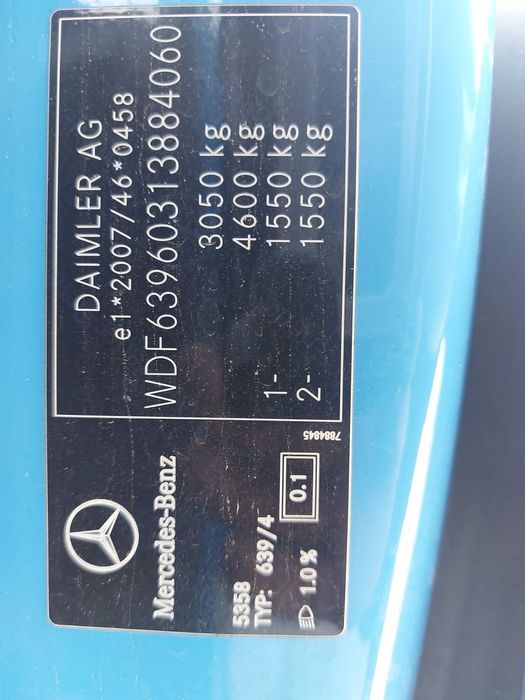 DAIMLER AG
e1*2007/46*0458
WDF63960313884060
3050 kg
4600 kg
1- 1550 kg
2- 1550 kg
7884845
Mercedes-Benz
5358
TYP: 639/4
0.1
1.0 %